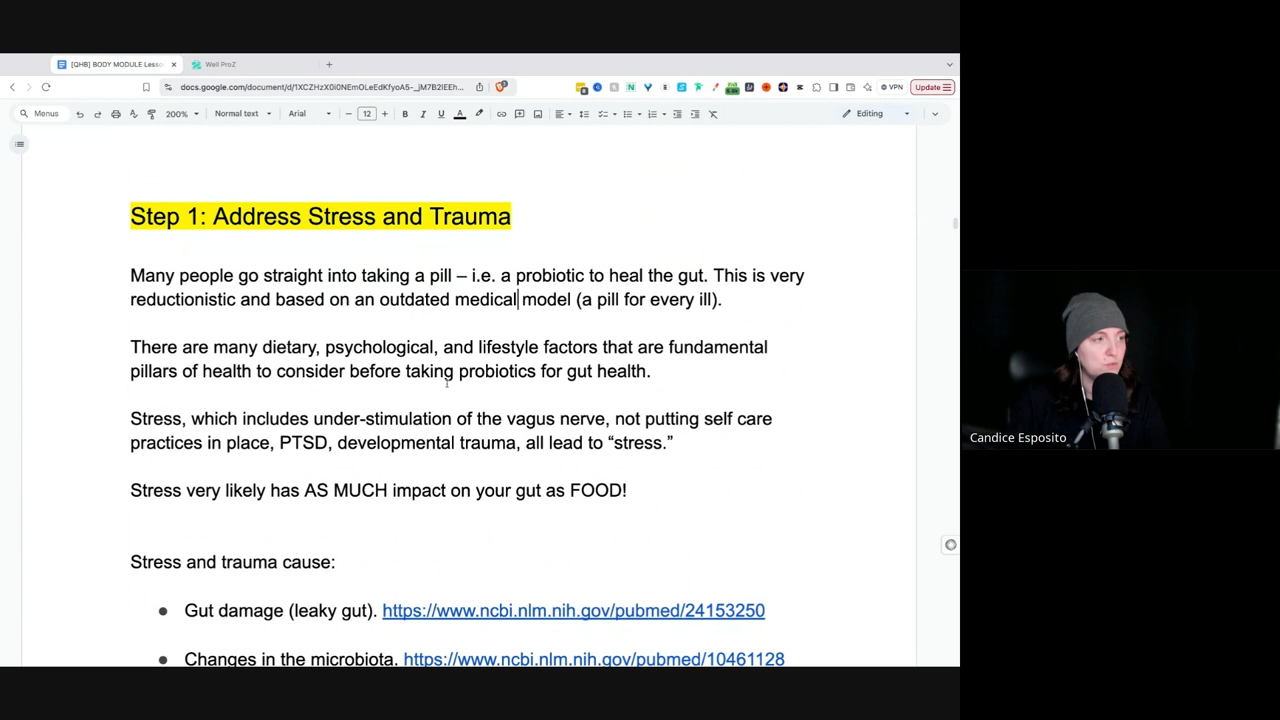 [QHB] BODY MODULE Lesso
Well ProZ
docs.google.com/document/d/1XCZHzX0i0NEmOLeEdKfyoA5-_jM7B2lEEh...
VPN
Update
Menus
200%
Normal text
Arial
12
B
I
U
A
Editing
Step 1: Address Stress and Trauma
Many people go straight into taking a pill – i.e. a probiotic to heal the gut. This is very
reductionistic and based on an outdated medical model (a pill for every ill).
There are many dietary, psychological, and lifestyle factors that are fundamental
pillars of health to consider before taking probiotics for gut health.
Stress, which includes under-stimulation of the vagus nerve, not putting self care
practices in place, PTSD, developmental trauma, all lead to “stress.”
Stress very likely has AS MUCH impact on your gut as FOOD!
Stress and trauma cause:
Gut damage (leaky gut). https://www.ncbi.nlm.nih.gov/pubmed/24153250
Changes in the microbiota. https://www.ncbi.nlm.nih.gov/pubmed/10461128
Candice Esposito